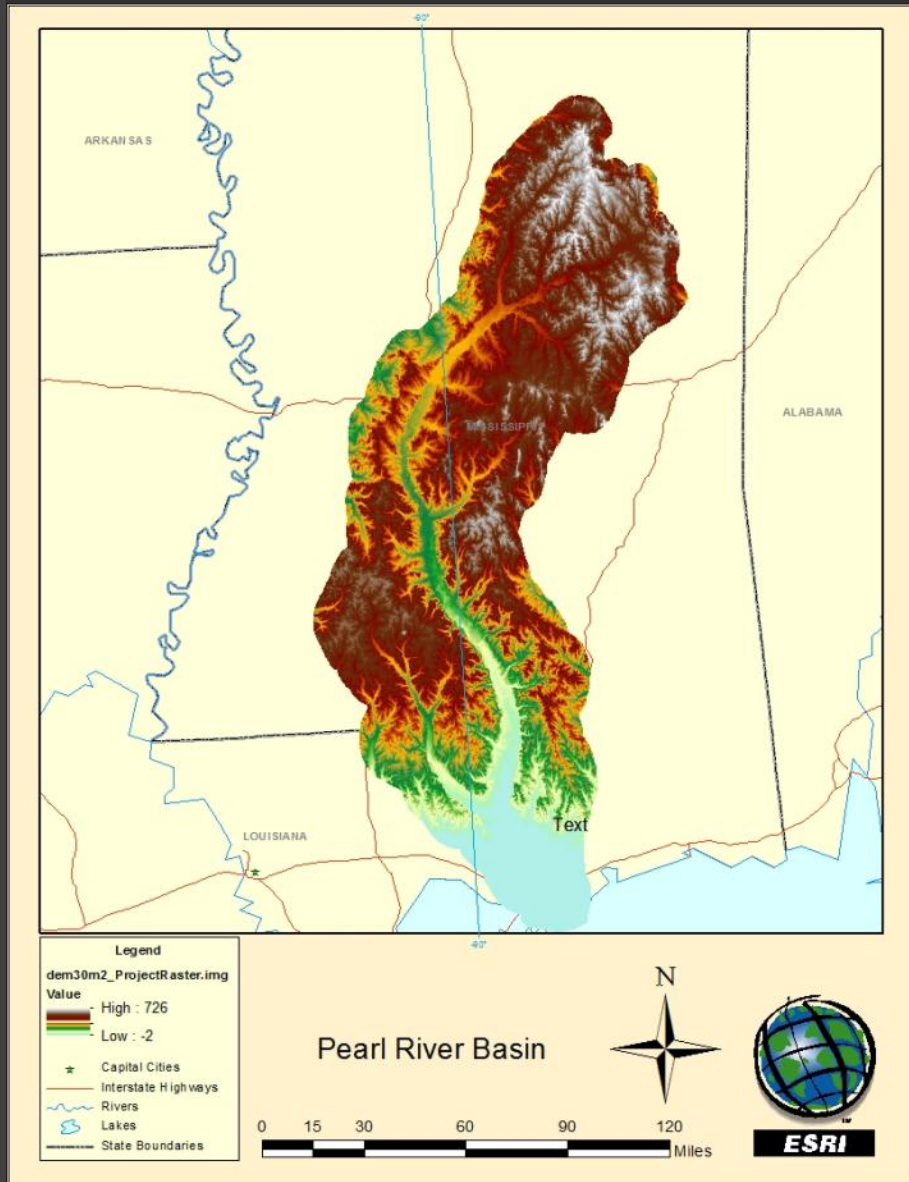 -90°
ARKANSAS
MISSISSIPPI
ALABAMA
Text
LOUISIANA
-90°
Legend
dem30m2_ProjectRaster.img
Value
High : 726
Low : -2
Capital Cities
Interstate Highways
Rivers
Lakes
State Boundaries
Pearl River Basin
N
0 15 30 60 90 120
Miles
ESRI